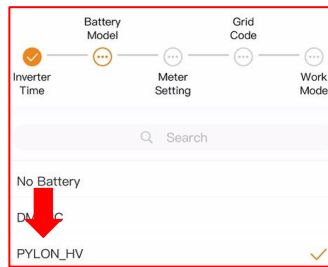 Battery
Model
Grid
Code
Inverter
Time
Meter
Setting
Work
Mode
Search
No Battery
PYLON_HV